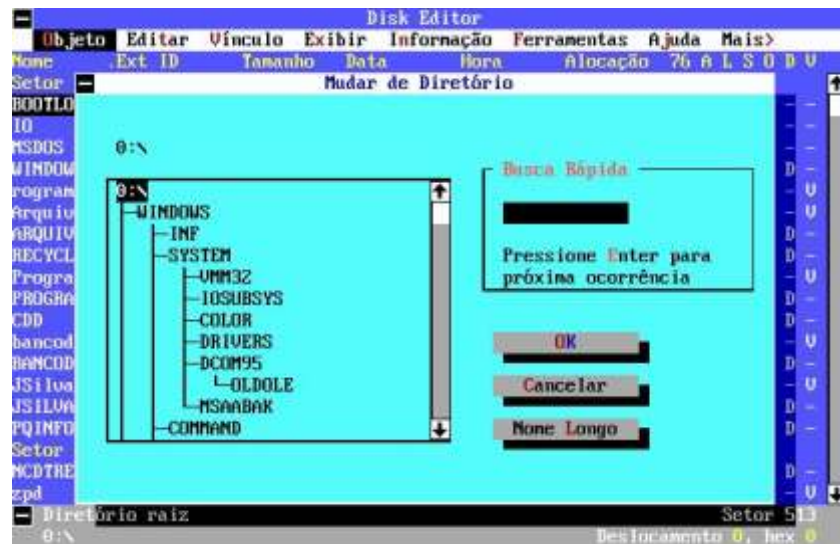 Disk Editor
Objeto Editar Vínculo Exibir Informação Ferramentas Ajuda Mais>
Nome .Ext ID Tamanho Data Hora Alocação 76 A L S O D V
Setor Mudar de Diretório
BOOTLO
IO
MSDOS 0:\
WINDOW D -
rogram 0:\ Busca Rápida - V
Arquiv WINDOWS - V
ARQUIV INF D -
RECYCL SYSTEM Pressione Enter para D -
Progra VMM32 próxima ocorrência - V
PROGRA IOSUBSYS D -
CDD COLOR D -
bancod DRIVERS OK - V
BANCOD DCOM95 D -
JSilva OLDOLE Cancelar - V
JSILVA MSAABAK D -
PQINFO COMMAND Nome Longo D -
Setor
NCDTRE D -
zpd - V
Diretório raiz Setor 513
0:\ Deslocamento 0, hex 0